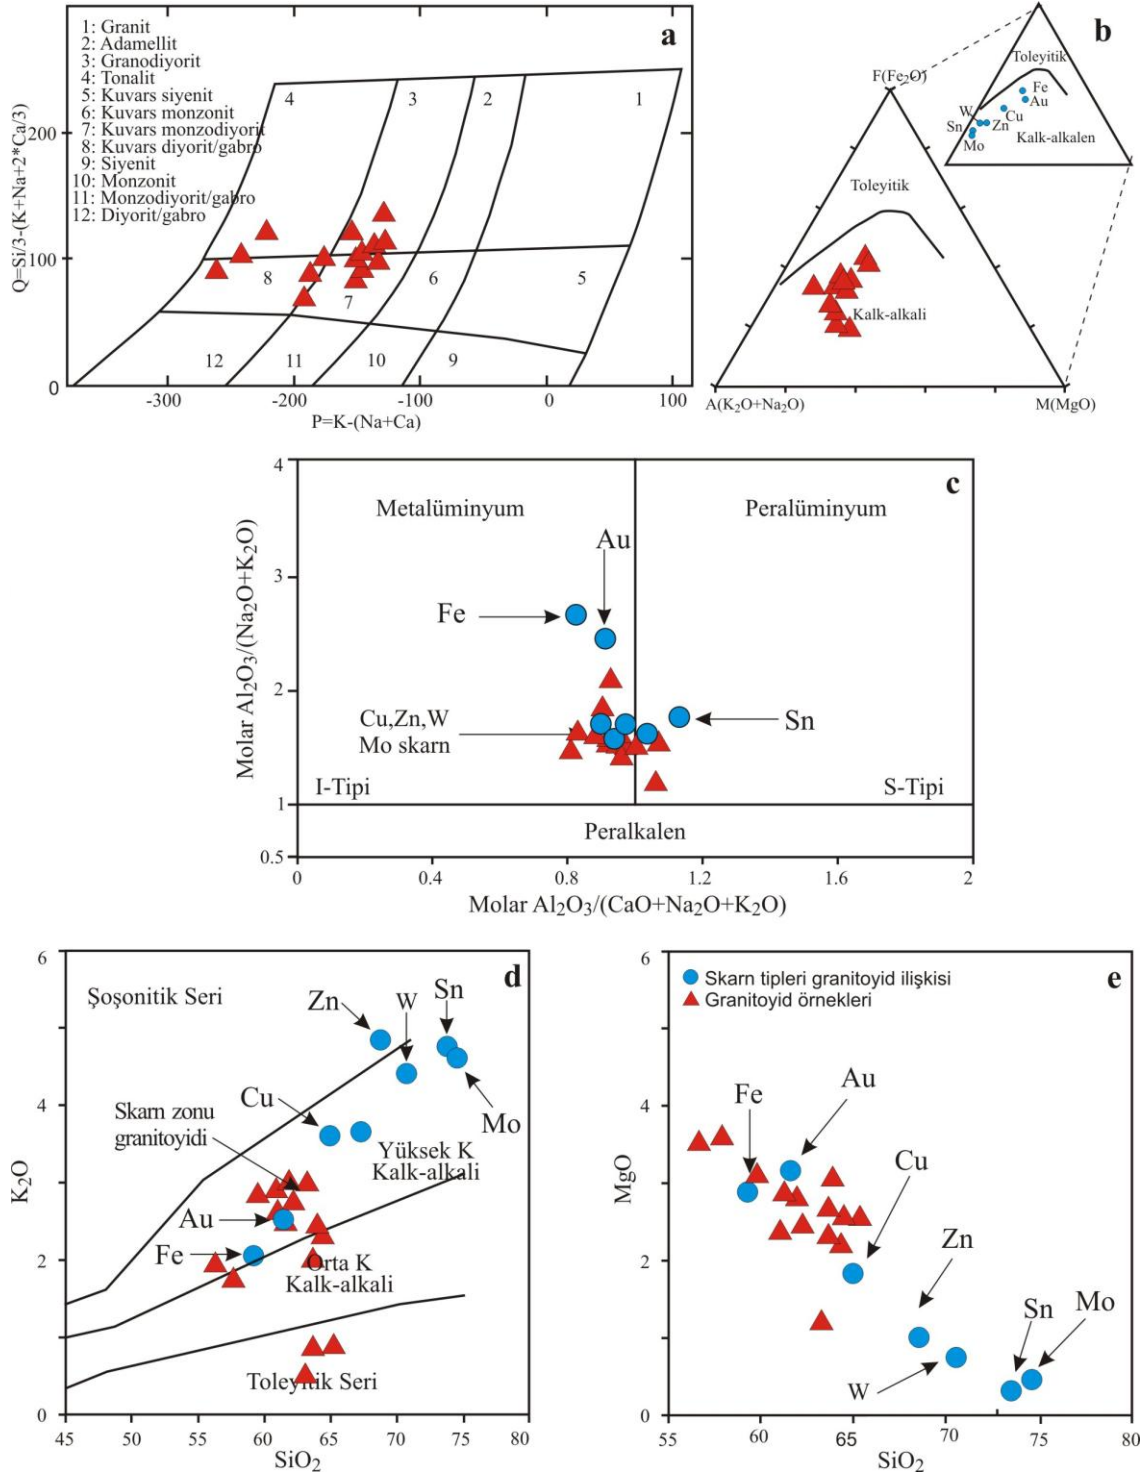 a
1: Granit
2: Adamellit
3: Granodiyorit
4: Tonalit
5: Kuvars siyenit
6: Kuvars monzonit
7: Kuvars monzodiyorit
8: Kuvars diyorit/gabro
9: Siyenit
10: Monzonit
11: Monzodiyorit/gabro
12: Diyorit/gabro
Q=Si/3-(K+Na+2*Ca/3)
200
100
0
4
3
2
1
8
7
6
5
12
11
10
9
-300
-200
-100
0
100
P=K-(Na+Ca)
b
F(Fe₂O)
Toleyitik
Kalk-alkali
A(K₂O+Na₂O)
M(MgO)
Toleyitik
Fe
Au
Cu
W
Zn
Sn
Mo
Kalk-alkalen
c
Molar Al₂O₃/(Na₂O+K₂O)
4
3
2
1
0.5
Metalüminyum
Peralüminyum
Au
Fe
Cu,Zn,W
Mo skarn
Sn
I-Tipi
S-Tipi
Peralkalen
0
0.4
0.8
1.2
1.6
2
Molar Al₂O₃/(CaO+Na₂O+K₂O)
d
K₂O
6
4
2
0
Şoşonitik Seri
Zn
W
Sn
Cu
Mo
Skarn zonu
granitoyidi
Yüksek K
Kalk-alkali
Au
Fe
Orta K
Kalk-alkali
Toleyitik Seri
45
50
55
60
65
70
75
80
SiO₂
e
Skarn tipleri granitoyid ilişkisi
Granitoyid örnekleri
MgO
6
4
2
0
Fe
Au
Cu
Zn
W
Sn
Mo
55
60
65
70
75
80
SiO₂